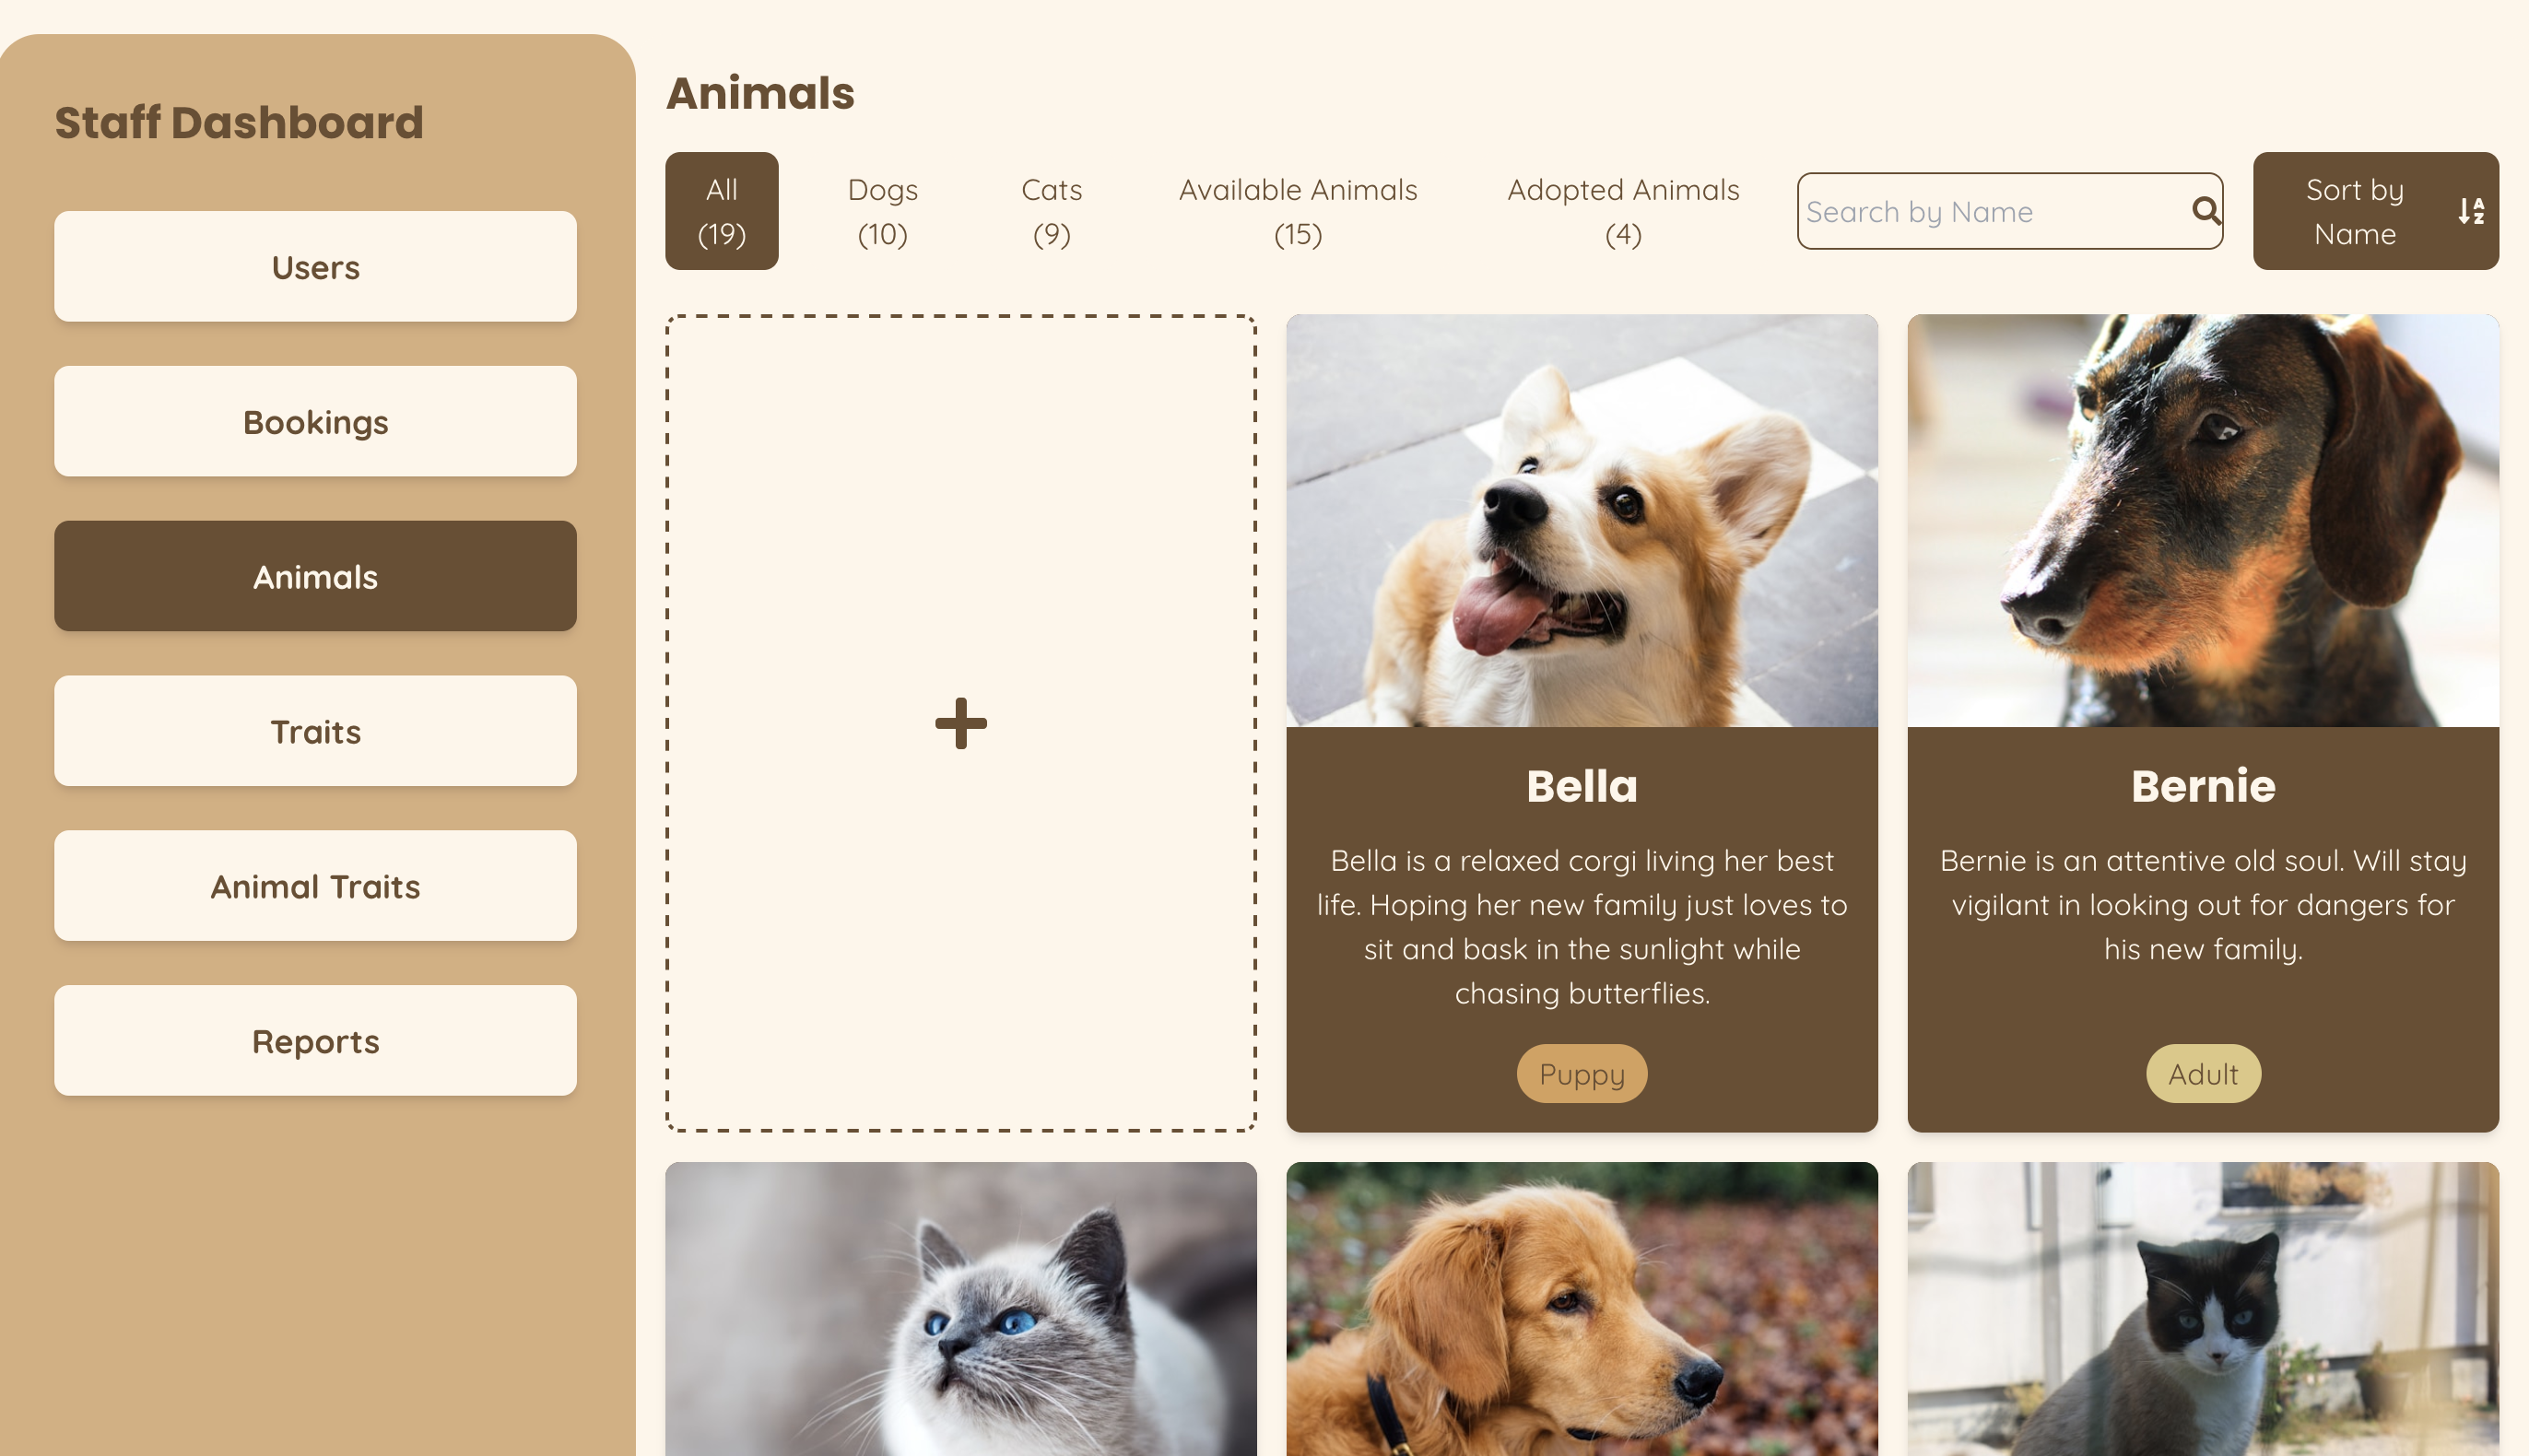 Staff Dashboard
Users
Bookings
Animals
Traits
Animal Traits
Reports
Animals
All
(19)
Dogs
(10)
Cats
(9)
Available Animals
(15)
Adopted Animals
(4)
Search by Name
Sort by
Name
A
Z
Bella
Bella is a relaxed corgi living her best
life. Hoping her new family just loves to
sit and bask in the sunlight while
chasing butterflies.
Puppy
Bernie
Bernie is an attentive old soul. Will stay
vigilant in looking out for dangers for
his new family.
Adult